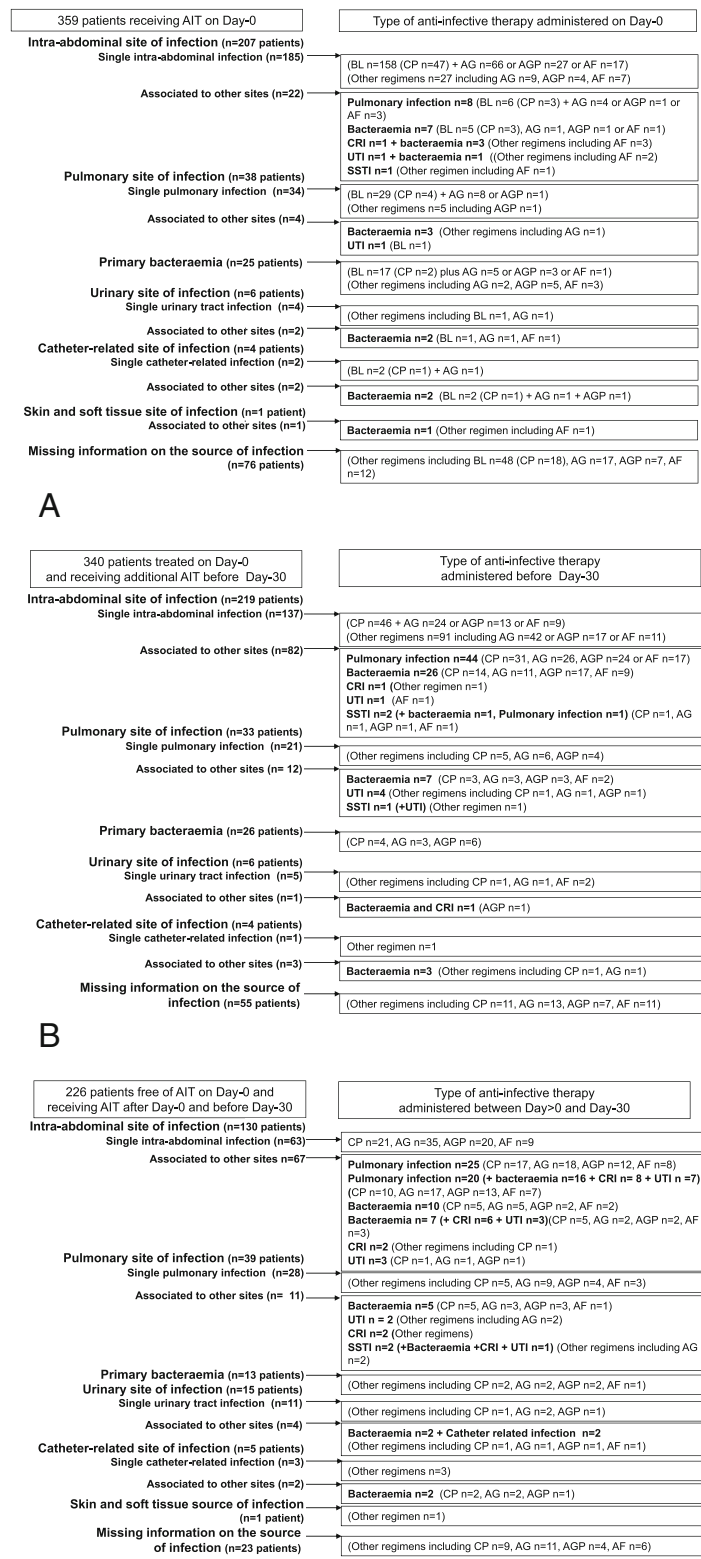 359 patients receiving AIT on Day-0
Type of anti-infective therapy administered on Day-0
Intra-abdominal site of infection (n=207 patients)
Single intra-abdominal infection (n=185)
(BL n=158 (CP n=47) + AG n=66 or AGP n=27 or AF n=17)
(Other regimens n=27 including AG n=9, AGP n=4, AF n=7)
Associated to other sites (n=22)
Pulmonary infection n=8 (BL n=6 (CP n=3) + AG n=4 or AGP n=1 or
AF n=3)
Bacteraemia n=7 (BL n=5 (CP n=3), AG n=1, AGP n=1 or AF n=1)
CRI n=1 + bacteraemia n=3 (Other regimens including AF n=3)
UTI n=1 + bacteraemia n=1 ((Other regimens including AF n=2)
SSTI n=1 (Other regimen including AF n=1)
Pulmonary site of infection (n=38 patients)
Single pulmonary infection (n=34)
(BL n=29 (CP n=4) + AG n=8 or AGP n=1)
(Other regimens n=5 including AGP n=1)
Associated to other sites (n=4)
Bacteraemia n=3 (Other regimens including AG n=1)
UTI n=1 (BL n=1)
Primary bacteraemia (n=25 patients)
(BL n=17 (CP n=2) plus AG n=5 or AGP n=3 or AF n=1)
(Other regimens including AG n=2, AGP n=5, AF n=3)
Urinary site of infection (n=6 patients)
Single urinary tract infection (n=4)
(Other regimens including BL n=1, AG n=1)
Associated to other sites (n=2)
Bacteraemia n=2 (BL n=1, AG n=1, AF n=1)
Catheter-related site of infection (n=4 patients)
Single catheter-related infection (n=2)
(BL n=2 (CP n=1) + AG n=1)
Associated to other sites (n=2)
Bacteraemia n=2 (BL n=2 (CP n=1) + AG n=1 + AGP n=1)
Skin and soft tissue site of infection (n=1 patient)
Associated to other sites (n=1)
Bacteraemia n=1 (Other regimen including AF n=1)
Missing information on the source of infection
(n=76 patients)
(Other regimens including BL n=48 (CP n=18), AG n=17, AGP n=7, AF
n=12)
A
340 patients treated on Day-0
and receiving additional AIT before Day-30
Type of anti-infective therapy
administered before Day-30
Intra-abdominal site of infection (n=219 patients)
Single intra-abdominal infection (n=137)
(CP n=46 + AG n=24 or AGP n=13 or AF n=9)
(Other regimens n=91 including AG n=42 or AGP n=17 or AF n=11)
Associated to other sites (n=82)
Pulmonary infection n=44 (CP n=31, AG n=26, AGP n=24 or AF n=17)
Bacteraemia n=26 (CP n=14, AG n=11, AGP n=17, AF n=9)
CRI n=1 (Other regimen n=1)
UTI n=1 (AF n=1)
SSTI n=2 (+ bacteraemia n=1, Pulmonary infection n=1) (CP n=1, AG
n=1, AGP n=1, AF n=1)
Pulmonary site of infection (n=33 patients)
Single pulmonary infection (n=21)
(Other regimens including CP n=5, AG n=6, AGP n=4)
Associated to other sites (n= 12)
Bacteraemia n=7 (CP n=3, AG n=3, AGP n=3, AF n=2)
UTI n=4 (Other regimens including CP n=1, AG n=1, AGP n=1)
SSTI n=1 (+UTI) (Other regimen n=1)
Primary bacteraemia (n=26 patients)
(CP n=4, AG n=3, AGP n=6)
Urinary site of infection (n=6 patients)
Single urinary tract infection (n=5)
(Other regimens including CP n=1, AG n=1, AF n=2)
Associated to other sites (n=1)
Bacteraemia and CRI n=1 (AGP n=1)
Catheter-related site of infection (n=4 patients)
Single catheter-related infection (n=1)
Other regimen n=1
Associated to other sites (n=3)
Bacteraemia n=3 (Other regimens including CP n=1, AG n=1)
Missing information on the source of
infection (n=55 patients)
(Other regimens including CP n=11, AG n=13, AGP n=7, AF n=11)
B
226 patients free of AIT on Day-0 and
receiving AIT after Day-0 and before Day-30
Type of anti-infective therapy
administered between Day>0 and Day-30
Intra-abdominal site of infection (n=130 patients)
Single intra-abdominal infection (n=63)
CP n=21, AG n=35, AGP n=20, AF n=9
Associated to other sites n=67)
Pulmonary infection n=25 (CP n=17, AG n=18, AGP n=12, AF n=8)
Pulmonary infection n=20 (+ bacteraemia n=16 + CRI n= 8 + UTI n =7)
(CP n=10, AG n=17, AGP n=13, AF n=7)
Bacteraemia n=10 (CP n=5, AG n=5, AGP n=2, AF n=2)
Bacteraemia n= 7 (+ CRI n=6 + UTI n=3)(CP n=5, AG n=2, AGP n=2, AF
n=3)
CRI n=2 (Other regimens including CP n=1)
UTI n=3 (CP n=1, AG n=1, AGP n=1)
Pulmonary site of infection (n=39 patients)
Single pulmonary infection (n=28)
(Other regimens including CP n=5, AG n=9, AGP n=4, AF n=3)
Associated to other sites (n= 11)
Bacteraemia n=5 (CP n=5, AG n=3, AGP n=3, AF n=1)
UTI n = 2 (Other regimens including AG n=2)
CRI n=2 (Other regimens)
SSTI n=2 (+Bacteraemia +CRI + UTI n=1) (Other regimens including AG
n=2)
Primary bacteraemia (n=13 patients)
(Other regimens including CP n=2, AG n=2, AGP n=2, AF n=1)
Urinary site of infection (n=15 patients)
Single urinary tract infection (n=11)
(Other regimens including CP n=1, AG n=2, AGP n=1)
Associated to other sites (n=4)
Bacteraemia n=2 + Catheter related infection n=2
(Other regimens including CP n=1, AG n=1, AGP n=1, AF n=1)
Catheter-related site of infection (n=5 patients)
Single catheter-related infection (n=3)
(Other regimens n=3)
Associated to other sites (n=2)
Bacteraemia n=2 (CP n=2, AG n=2, AGP n=1)
Skin and soft tissue source of infection
(n=1 patient)
(Other regimen n=1)
Missing information on the source
of infection (n=23 patients)
(Other regimens including CP n=9, AG n=11, AGP n=4, AF n=6)